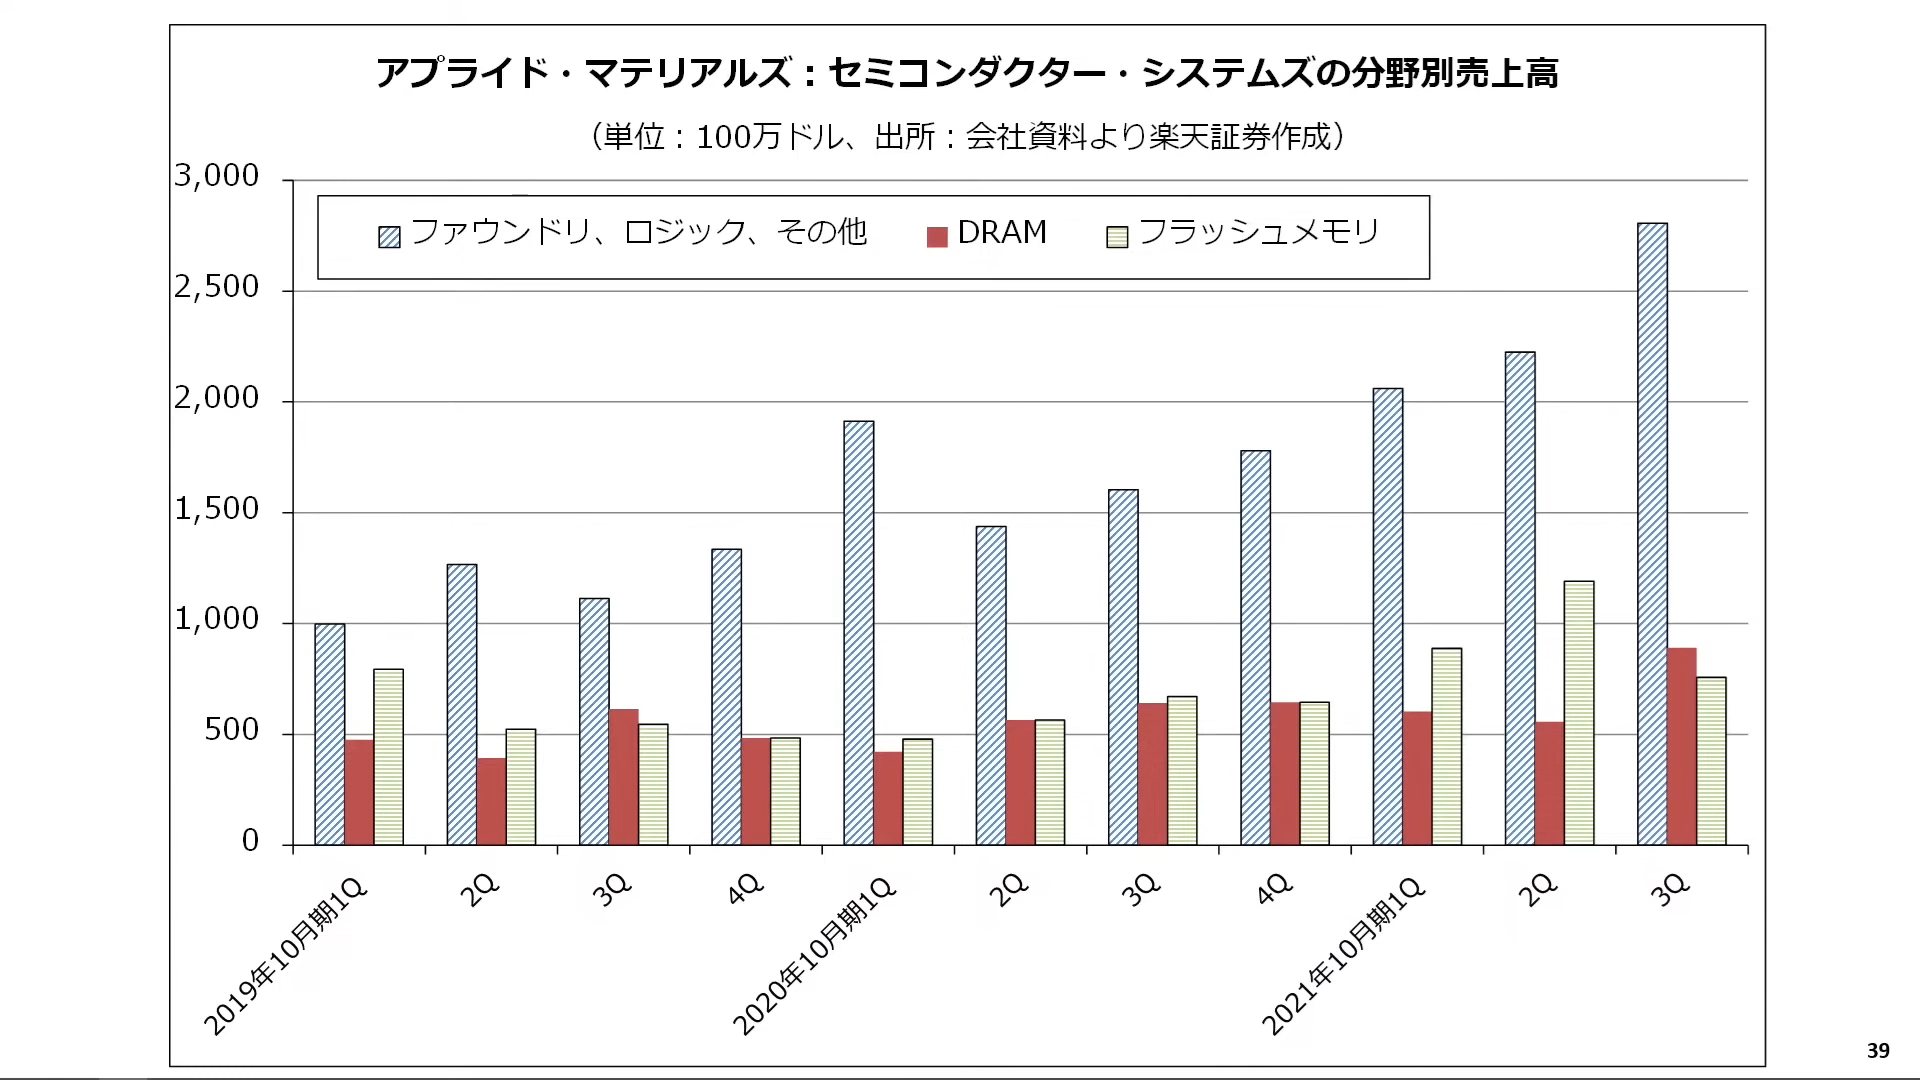 アプライド・マテリアルズ：セミコンダクター・システムズの分野別売上高
（単位：100万ドル、出所：会社資料より楽天証券作成）
3,000
ファウンドリ、ロジック、その他 DRAM フラッシュメモリ
2,500
2,000
1,500
1,000
500
0
2019年10月期1Q 2Q 3Q 4Q 2020年10月期1Q 2Q 3Q 4Q 2021年10月期1Q 2Q 3Q
39